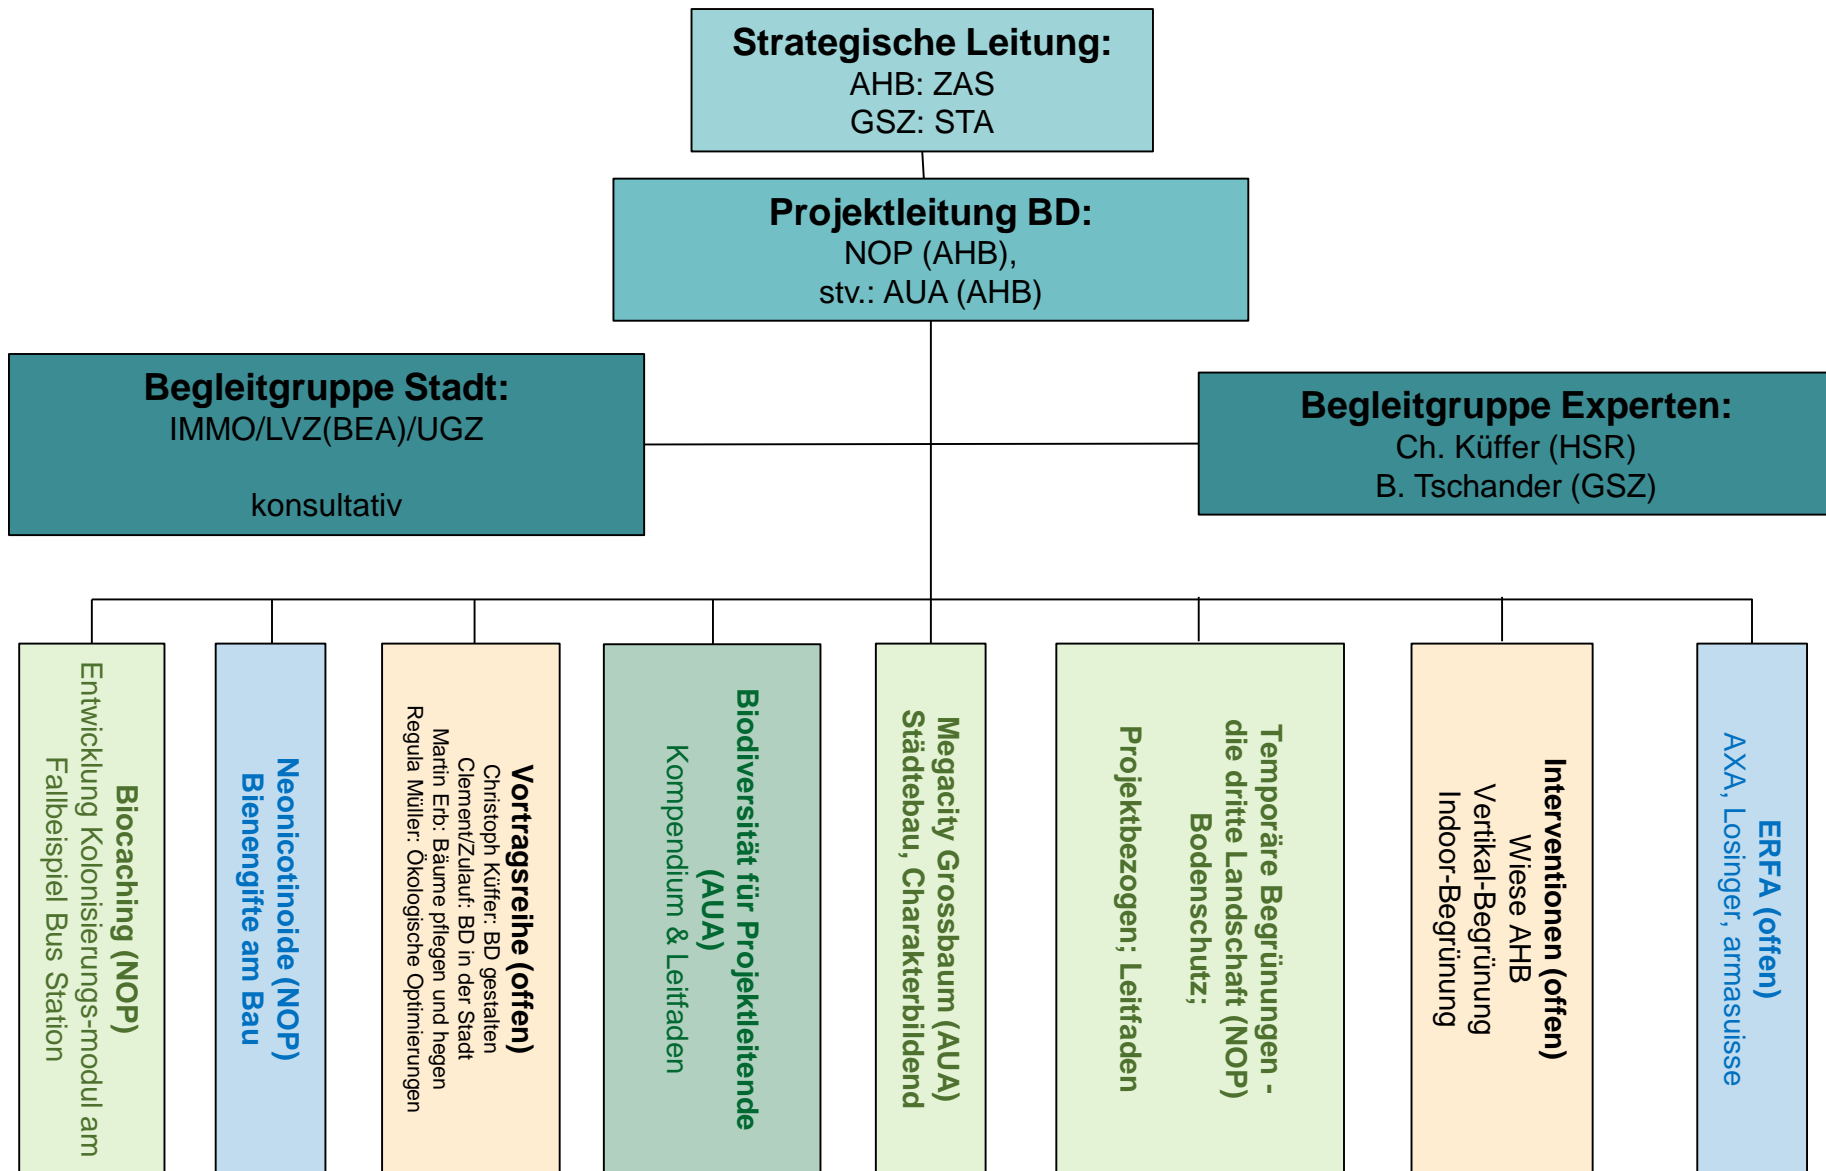 Strategische Leitung:
AHB: ZAS
GSZ: STA
Projektleitung BD:
NOP (AHB),
stv.: AUA (AHB)
Begleitgruppe Stadt:
IMMO/LVZ(BEA)/UGZ
konsultativ
Begleitgruppe Experten:
Ch. Küffer (HSR)
B. Tschander (GSZ)
Biocaching (NOP)
Entwicklung Kolonisierungs-modul am
Fallbeispiel Bus Station
Neonicotinoide (NOP)
Bienengifte am Bau
Vortragsreihe (offen)
Christoph Küffer: BD gestalten
Clement/Zulauf: BD in der Stadt
Martin Erb: Bäume pflegen und hegen
Regula Müller: Ökologische Optimierungen
Biodiversität für Projektleitende
(AUA)
Kompendium & Leitfaden
Megacity Grossbaum (AUA)
Städtebau, Charakterbildend
Temporäre Begrünungen -
die dritte Landschaft (NOP)
Bodenschutz;
Projektbezogen; Leitfaden
Interventionen (offen)
Wiese AHB
Vertikal-Begrünung
Indoor-Begrünung
ERFA (offen)
AXA, Losinger, armasuisse